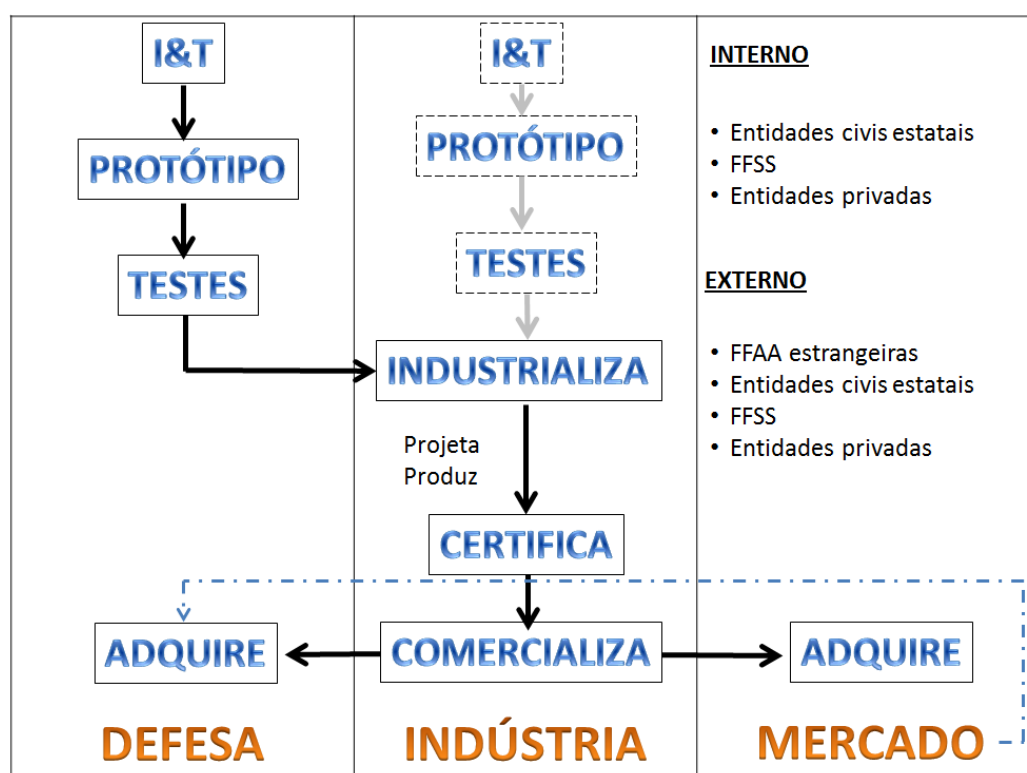 I&T
PROTÓTIPO
TESTES
ADQUIRE
DEFESA
I&T
PROTÓTIPO
TESTES
INDUSTRIALIZA
Projeta
Produz
CERTIFICA
COMERCIALIZA
INDÚSTRIA
INTERNO
• Entidades civis estatais
• FFSS
• Entidades privadas
EXTERNO
• FFAA estrangeiras
• Entidades civis estatais
• FFSS
• Entidades privadas
ADQUIRE
MERCADO